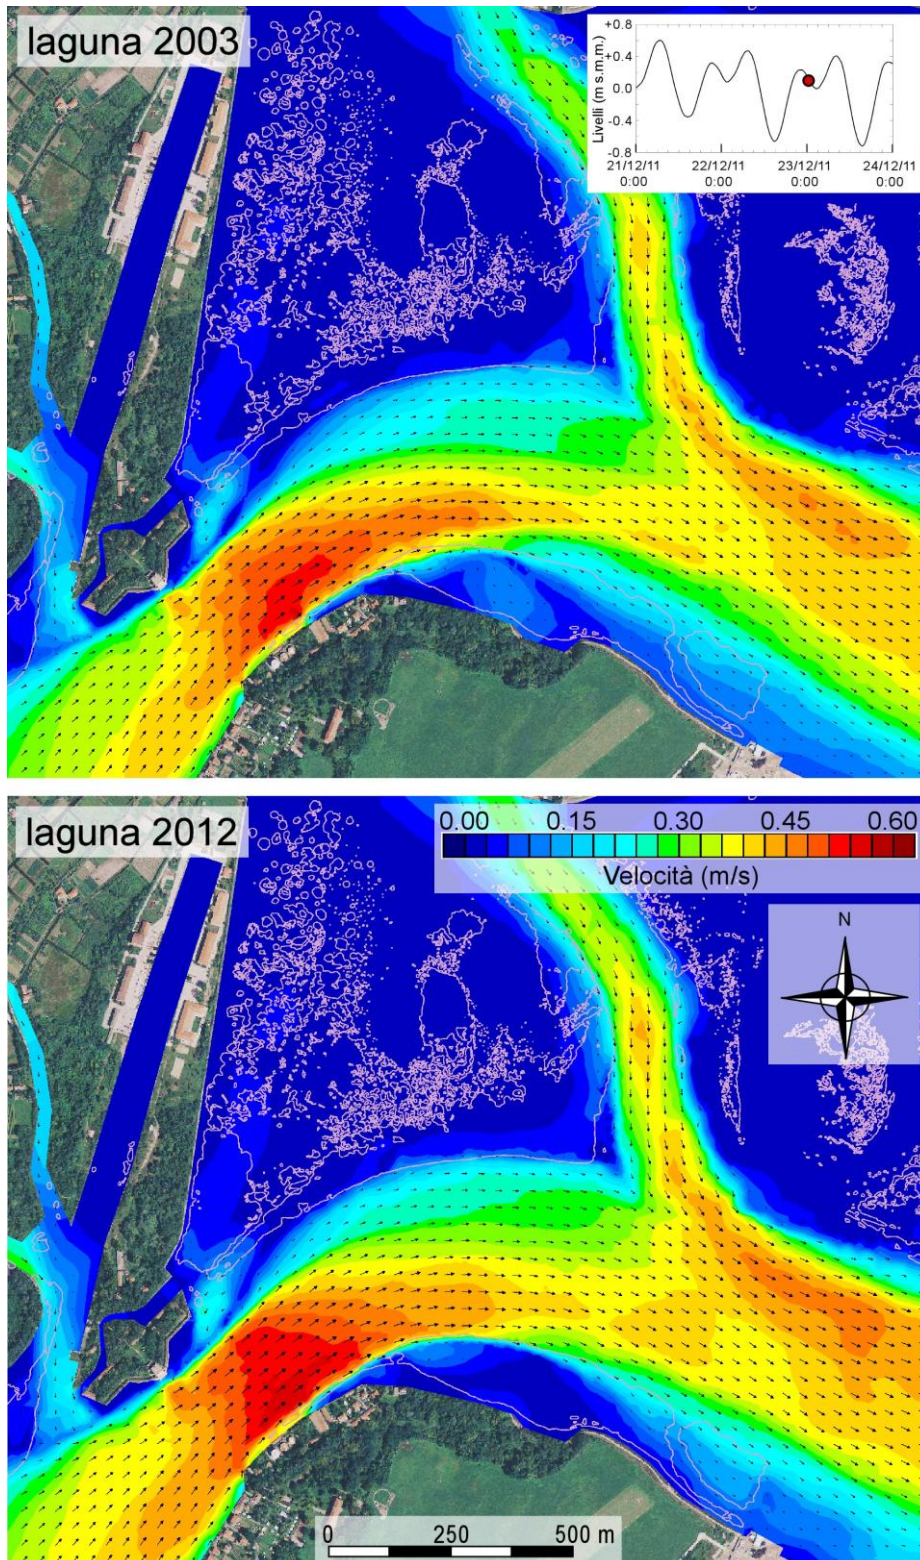 laguna 2003
+0.8
+0.4
0.0
-0.4
-0.8
Livelli (m s.m.m.)
21/12/11 22/12/11 23/12/11 24/12/11
0:00 0:00 0:00 0:00
laguna 2012
0.00 0.15 0.30 0.45 0.60
Velocità (m/s)
N
0 250 500 m